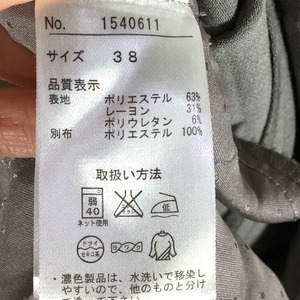 No. 1540611
サイズ 38
品質表示
表地 ポリエステル 63%
レーヨン 31%
ポリウレタン 6%
別布 ポリエステル 100%
取扱い方法
弱 40 低
ネット使用
ドライ セキユ系 ヨワク
・濃色製品は、水洗いで移染し
やすいので、他のものと分け
て洗